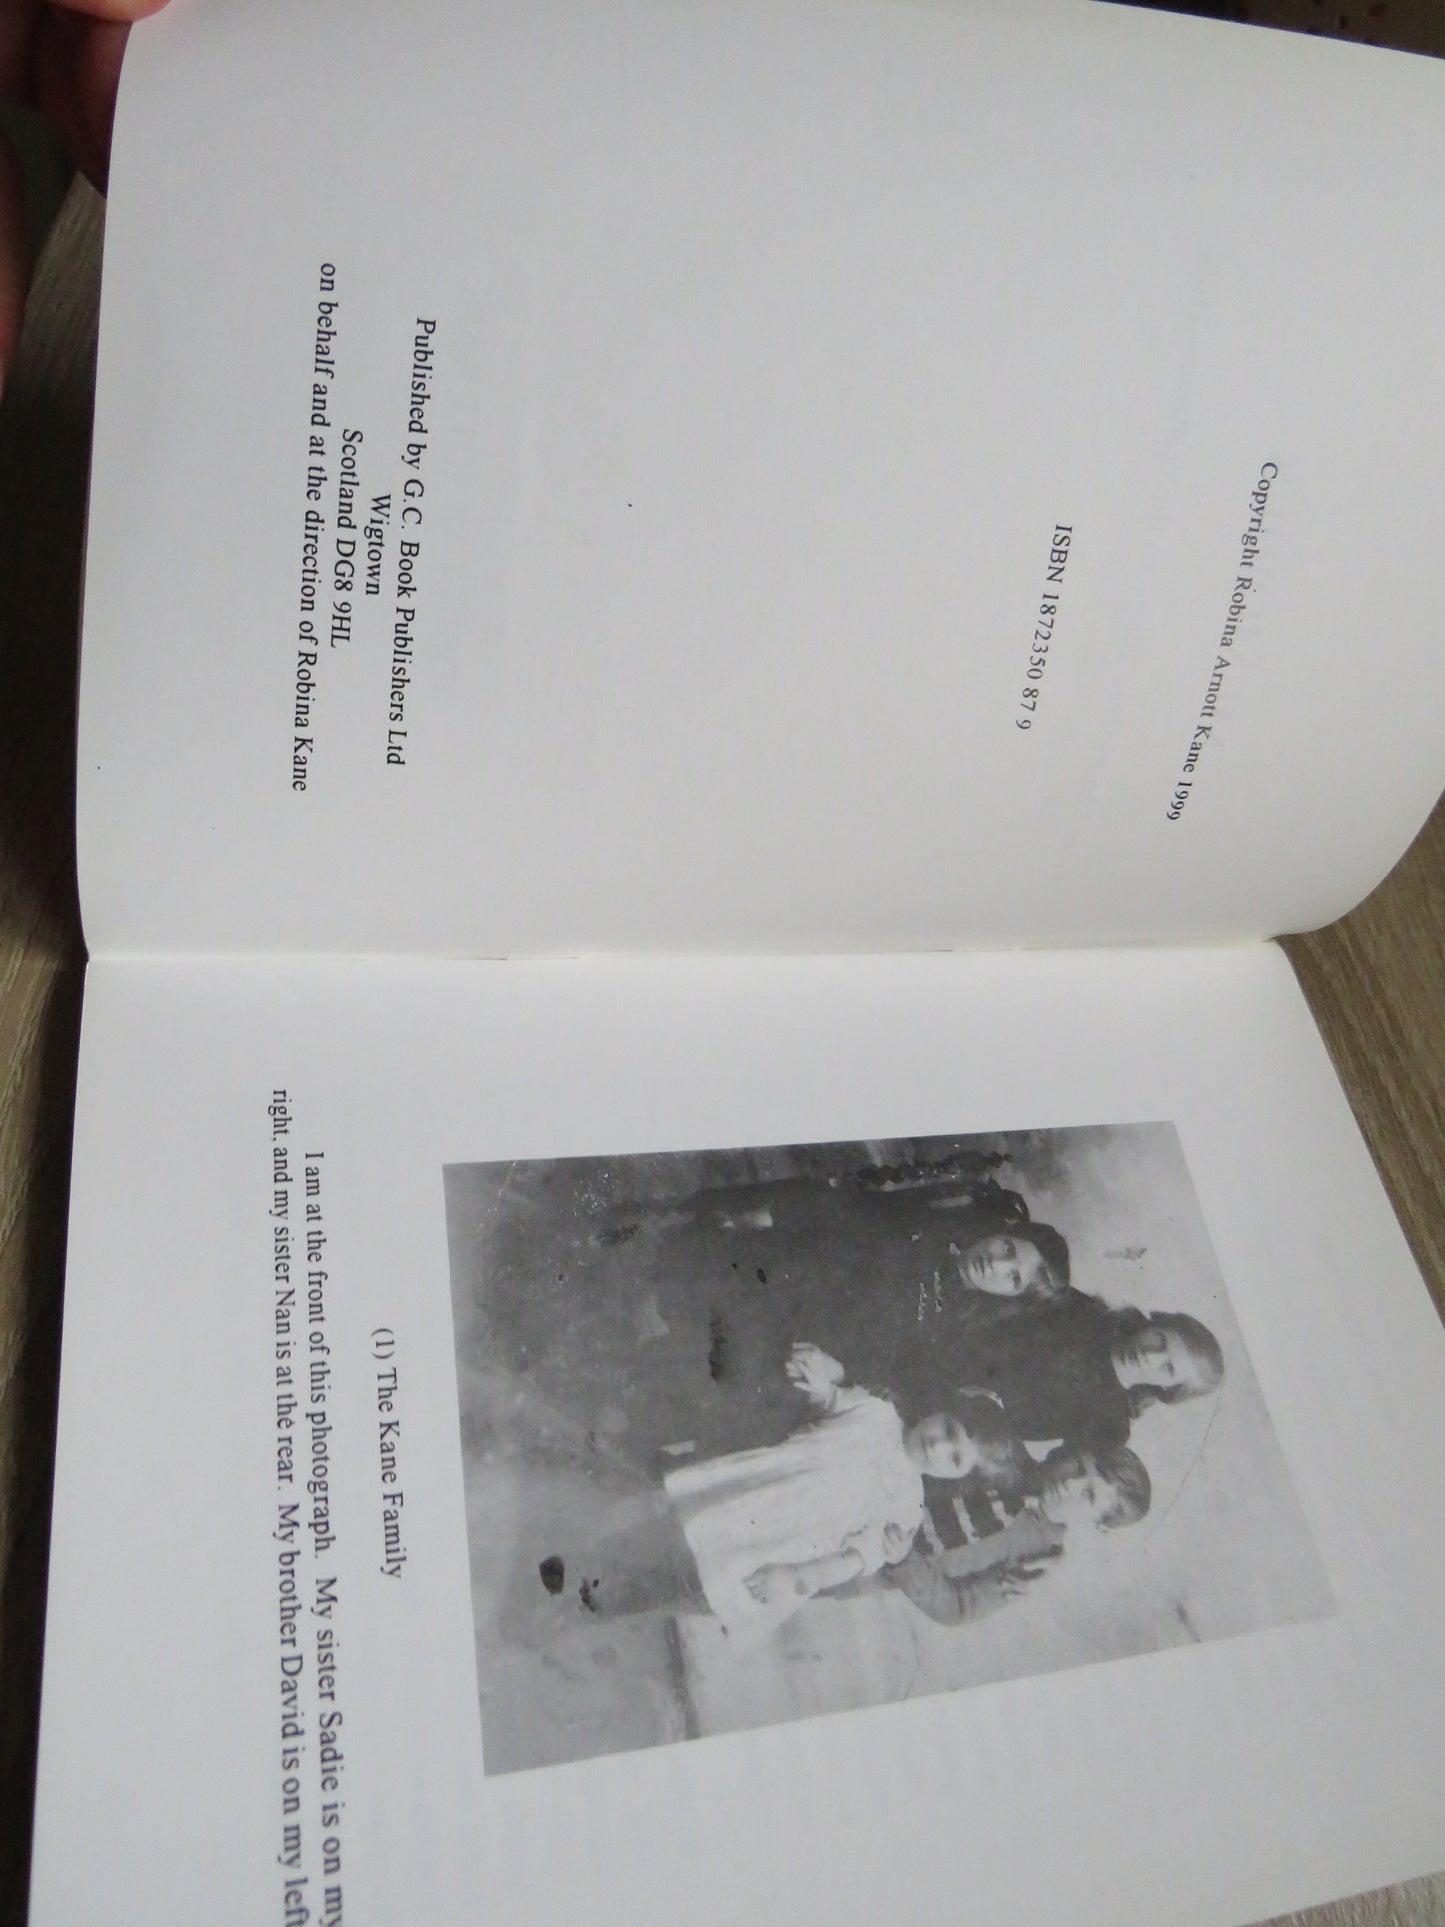 Copyright Robina Arnott Kane 1999
ISBN 1872350 87 9
Published by G.C. Book Publishers Ltd
Wigtown
Scotland DG8 9HL
on behalf and at the direction of Robina Kane
(1) The Kane Family
I am at the front of this photograph. My sister Sadie is on my
right, and my sister Nan is at the rear. My brother David is on my left